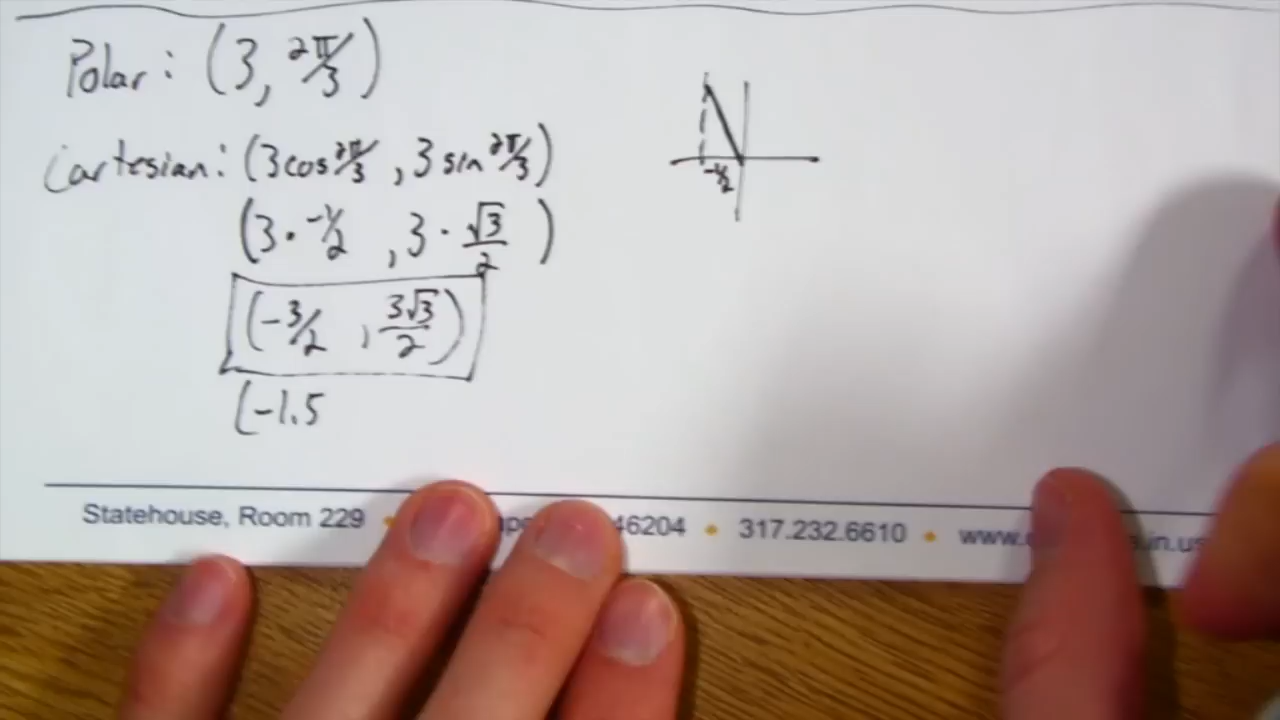 Polar: (3, 2π/3)
Cartesian: (3cos 2π/3, 3 sin 2π/3)
(3 · -1/2, 3 · √3/2)
(-3/2, 3√3/2)
(-1.5
-1/2
Statehouse, Room 229 • 46204 • 317.232.6610 • www.